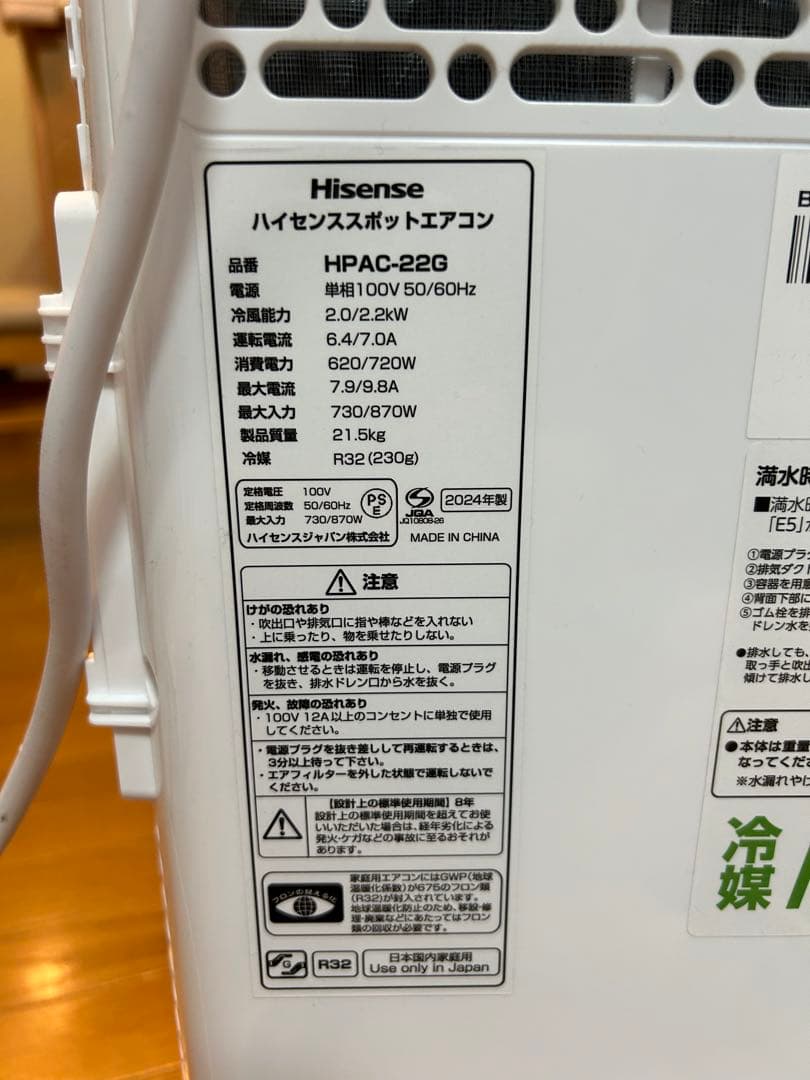 Hisense
ハイセンススポットエアコン
品番 HPAC-22G
電源 単相100V 50/60Hz
冷風能力 2.0/2.2kW
運転電流 6.4/7.0A
消費電力 620/720W
最大電流 7.9/9.8A
最大入力 730/870W
製品質量 21.5kg
冷媒 R32(230g)
定格電圧 100V
定格周波数 50/60Hz
最大入力 730/870W
ハイセンスジャパン株式会社
PS
E
JQA
JQ10808-26
2024年製
MADE IN CHINA
注意
けがの恐れあり
・吹出口や排気口に指や棒などを入れない
・上に乗ったり、物を乗せたりしない。
水漏れ、感電の恐れあり
・移動させるときは運転を停止し、電源プラグ
を抜き、排水ドレン口から水を抜く。
発火、故障の恐れあり
・100V 12A以上のコンセントに単独で使用
してください。
・電源プラグを抜き差しして再運転するときは、
3分以上待って下さい。
・エアフィルターを外した状態で運転しないで
ください。
【設計上の標準使用期間】8年
設計上の標準使用期間を超えてお使
いいただいた場合は、経年劣化による
発火・ケガなどの事故に至るおそれが
あります。
フロンの見える化
家庭用エアコンにはGWP(地球
温暖化係数)が675のフロン類
(R32)が封入されています。
地球温暖化防止のため、移設・修
理・廃棄などにあたってはフロン
類の回収が必要です。
G
R32
日本国内家庭用
Use only in Japan
B
満水時
■満水時
「E5」
①電源プラグ
②排気ダクト
③容器を用意
④背面下部に
⑤ゴム栓を排
ドレン水を
●排水しても、
取っ手と吹出
傾けて排水し
注意
●本体は重量
なってくださ
※水漏れやけ
冷
媒